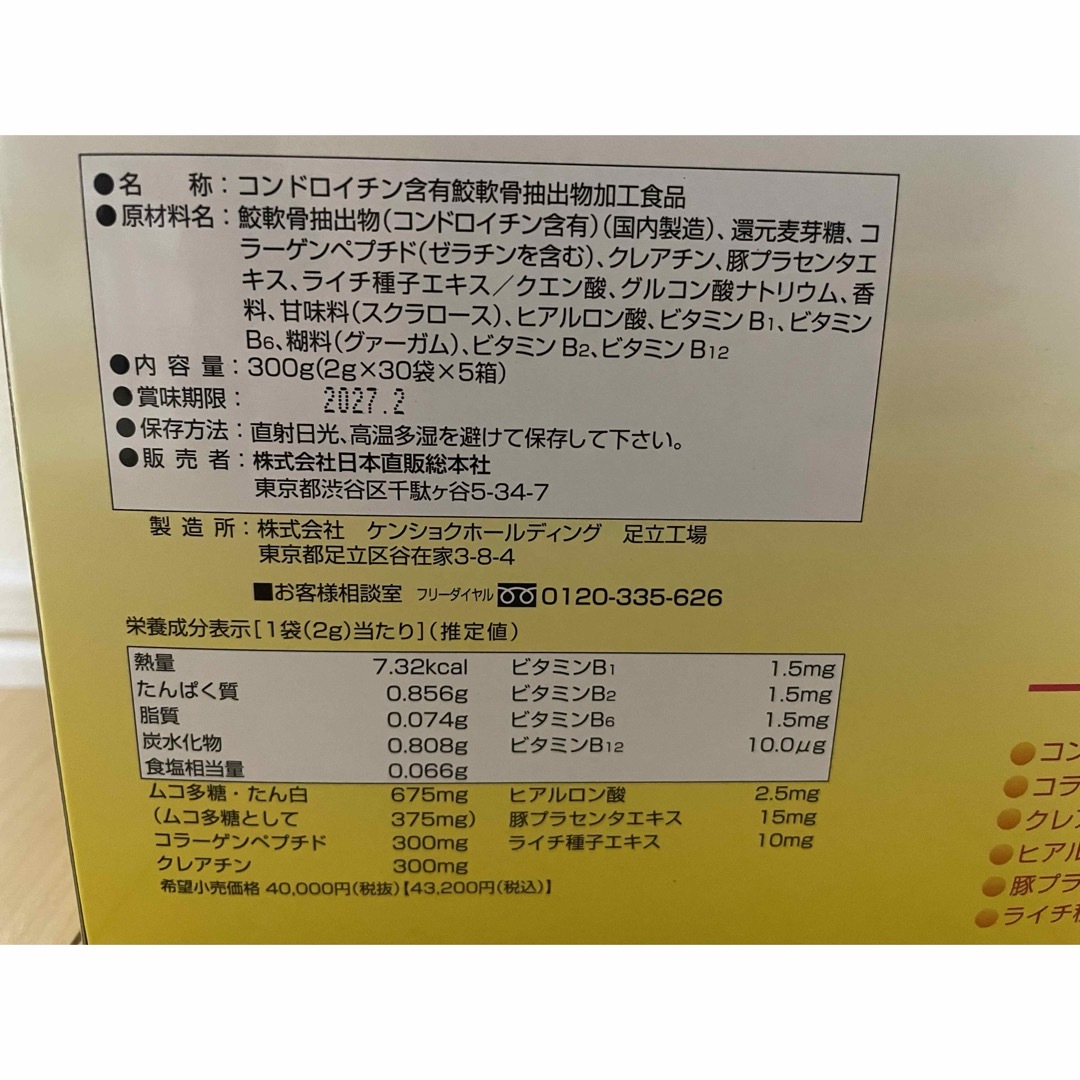 ●名　　称：コンドロイチン含有鮫軟骨抽出物加工食品
●原材料名：鮫軟骨抽出物(コンドロイチン含有)(国内製造)、還元麦芽糖、コ
ラーゲンペプチド(ゼラチンを含む)、クレアチン、豚プラセンタエ
キス、ライチ種子エキス／クエン酸、グルコン酸ナトリウム、香
料、甘味料(スクラロース)、ヒアルロン酸、ビタミンB1、ビタミン
B6、糊料(グァーガム)、ビタミンB2、ビタミンB12
●内 容 量：300g(2g×30袋×5箱)
●賞味期限：2027.2
●保存方法：直射日光、高温多湿を避けて保存して下さい。
●販 売 者：株式会社日本直販総本社
東京都渋谷区千駄ヶ谷5-34-7
製 造 所：株式会社　ケンショクホールディング　足立工場
東京都足立区谷在家3-8-4
■お客様相談室 フリーダイヤル 0120-335-626
栄養成分表示[1袋(2g)当たり](推定値)
熱量 7.32kcal ビタミンB1 1.5mg
たんぱく質 0.856g ビタミンB2 1.5mg
脂質 0.074g ビタミンB6 1.5mg
炭水化物 0.808g ビタミンB12 10.0μg
食塩相当量 0.066g
ムコ多糖・たん白 675mg ヒアルロン酸 2.5mg
(ムコ多糖として 375mg) 豚プラセンタエキス 15mg
コラーゲンペプチド 300mg ライチ種子エキス 10mg
クレアチン 300mg
希望小売価格 40,000円(税抜)【43,200円(税込)】
コン
コラ
クレア
ヒアル
豚プラ
ライチ種